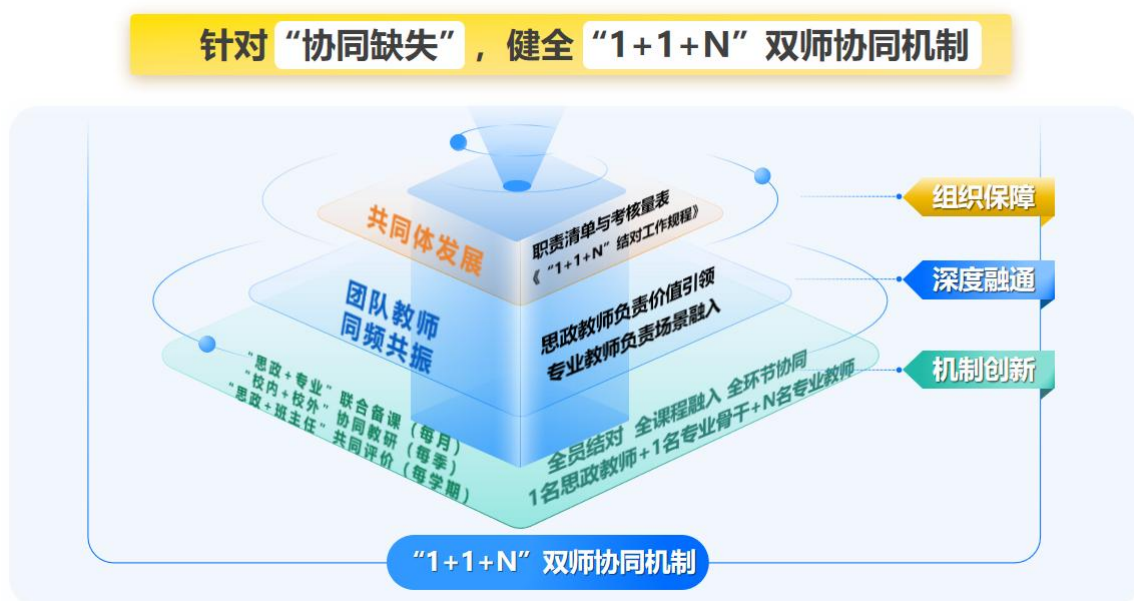 针对“协同缺失”，健全“1+1+N”双师协同机制
共同体发展
职责清单与考核量表
《“1+1+N”结对工作规程》
组织保障
团队教师
同频共振
思政教师负责价值引领
专业教师负责场景融入
深度融通
“思政+专业”联合备课（每月）
“校内+校外”协同教研（每季）
“思政+班主任”共同评价（每学期）
全员结对 全课程融入 全环节协同
1名思政教师+1名专业骨干+N名专业教师
机制创新
“1+1+N”双师协同机制